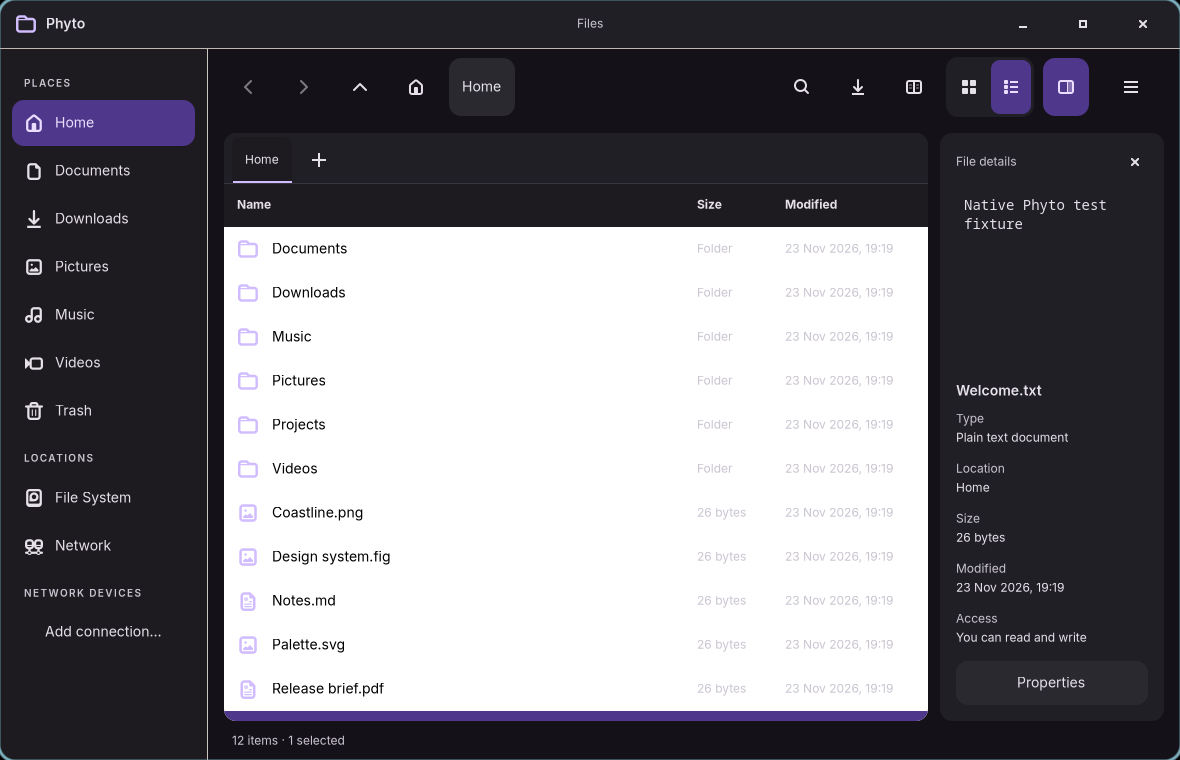 Phyto
Files
PLACES
Home
Documents
Downloads
Pictures
Music
Videos
Trash
LOCATIONS
File System
Network
NETWORK DEVICES
Add connection...
Home
Home
Name Size Modified
Documents Folder 23 Nov 2026, 19:19
Downloads Folder 23 Nov 2026, 19:19
Music Folder 23 Nov 2026, 19:19
Pictures Folder 23 Nov 2026, 19:19
Projects Folder 23 Nov 2026, 19:19
Videos Folder 23 Nov 2026, 19:19
Coastline.png 26 bytes 23 Nov 2026, 19:19
Design system.fig 26 bytes 23 Nov 2026, 19:19
Notes.md 26 bytes 23 Nov 2026, 19:19
Palette.svg 26 bytes 23 Nov 2026, 19:19
Release brief.pdf 26 bytes 23 Nov 2026, 19:19
12 items · 1 selected
File details
Native Phyto test
fixture
Welcome.txt
Type
Plain text document
Location
Home
Size
26 bytes
Modified
23 Nov 2026, 19:19
Access
You can read and write
Properties